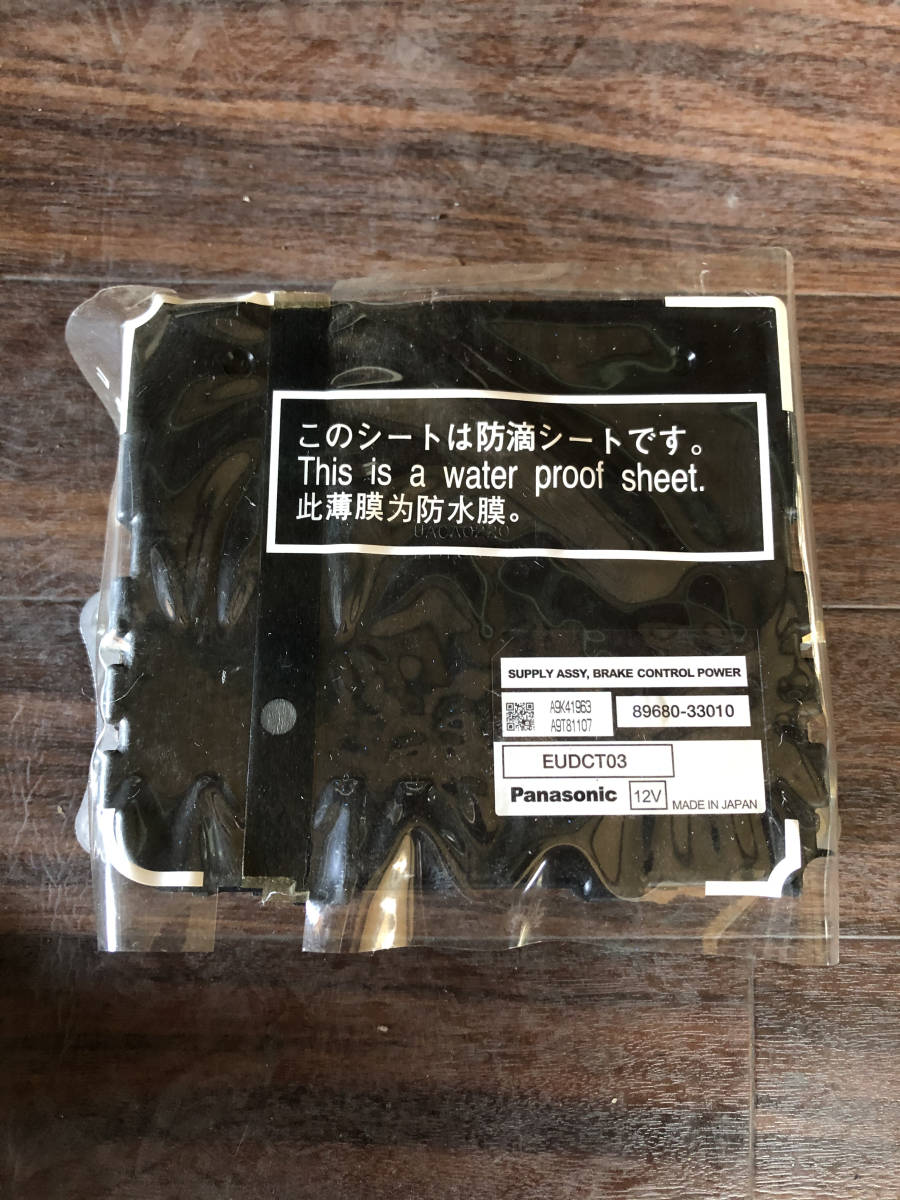 このシートは防滴シートです。
This is a water proof sheet.
此薄膜为防水膜。
SUPPLY ASSY, BRAKE CONTROL POWER
A9K41963
A9T81107
89680-33010
EUDCT03
Panasonic 12V MADE IN JAPAN